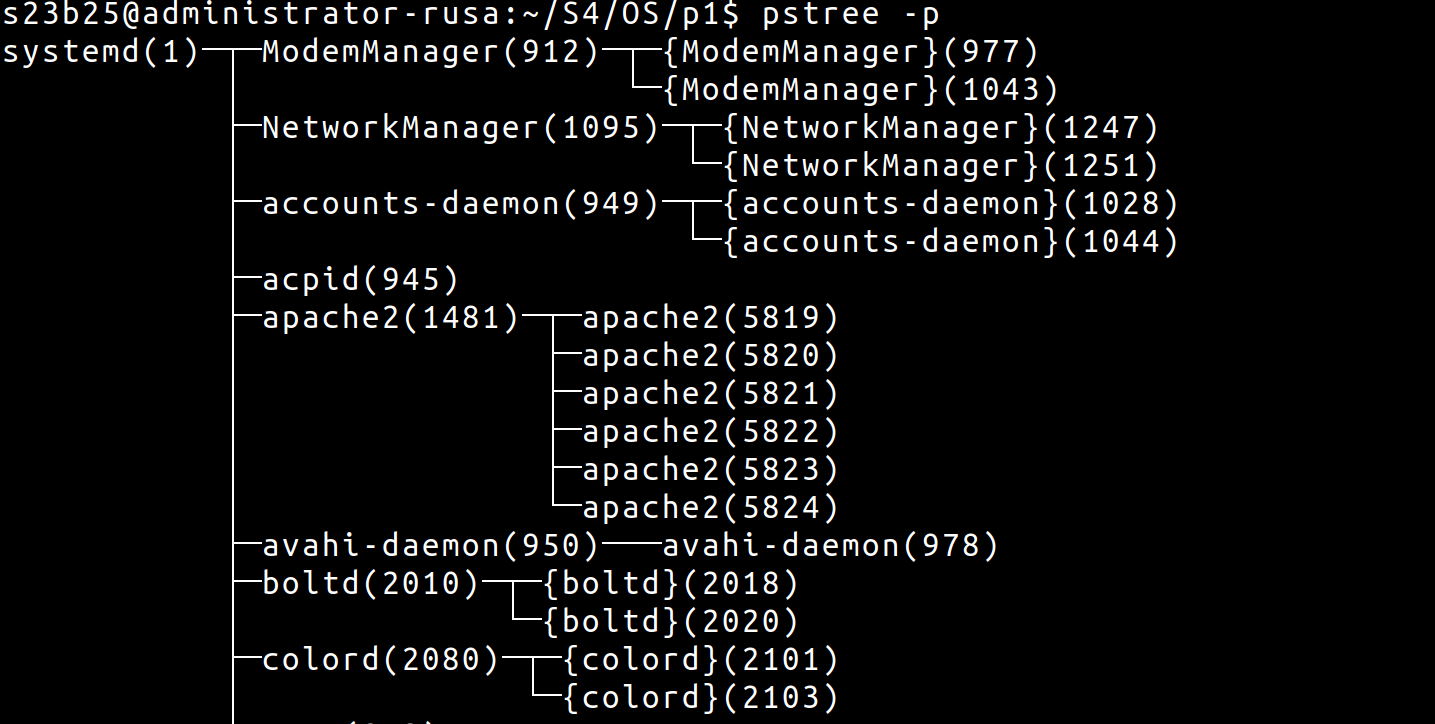 s23b25@administrator-rusa:~/S4/OS/p1$ pstree -p
systemd(1)─┬─ModemManager(912)─┬─{ModemManager}(977)
           │                   └─{ModemManager}(1043)
           ├─NetworkManager(1095)─┬─{NetworkManager}(1247)
           │                      └─{NetworkManager}(1251)
           ├─accounts-daemon(949)─┬─{accounts-daemon}(1028)
           │                      └─{accounts-daemon}(1044)
           ├─acpid(945)
           ├─apache2(1481)─┬─apache2(5819)
           │               ├─apache2(5820)
           │               ├─apache2(5821)
           │               ├─apache2(5822)
           │               ├─apache2(5823)
           │               └─apache2(5824)
           ├─avahi-daemon(950)───avahi-daemon(978)
           ├─boltd(2010)─┬─{boltd}(2018)
           │             └─{boltd}(2020)
           ├─colord(2080)─┬─{colord}(2101)
           │              └─{colord}(2103)